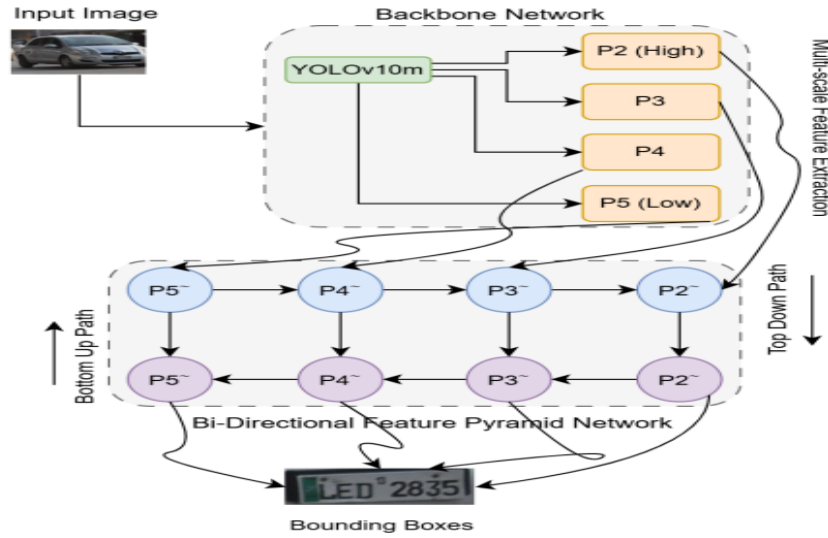 Input Image
Backbone Network
YOLOv10m
P2 (High)
P3
P4
P5 (Low)
Multi-scale Feature Extraction
P5~
P4~
P3~
P2~
Top Down Path
Bottom Up Path
P5~
P4~
P3~
P2~
Bi-Directional Feature Pyramid Network
LED 2835
Bounding Boxes